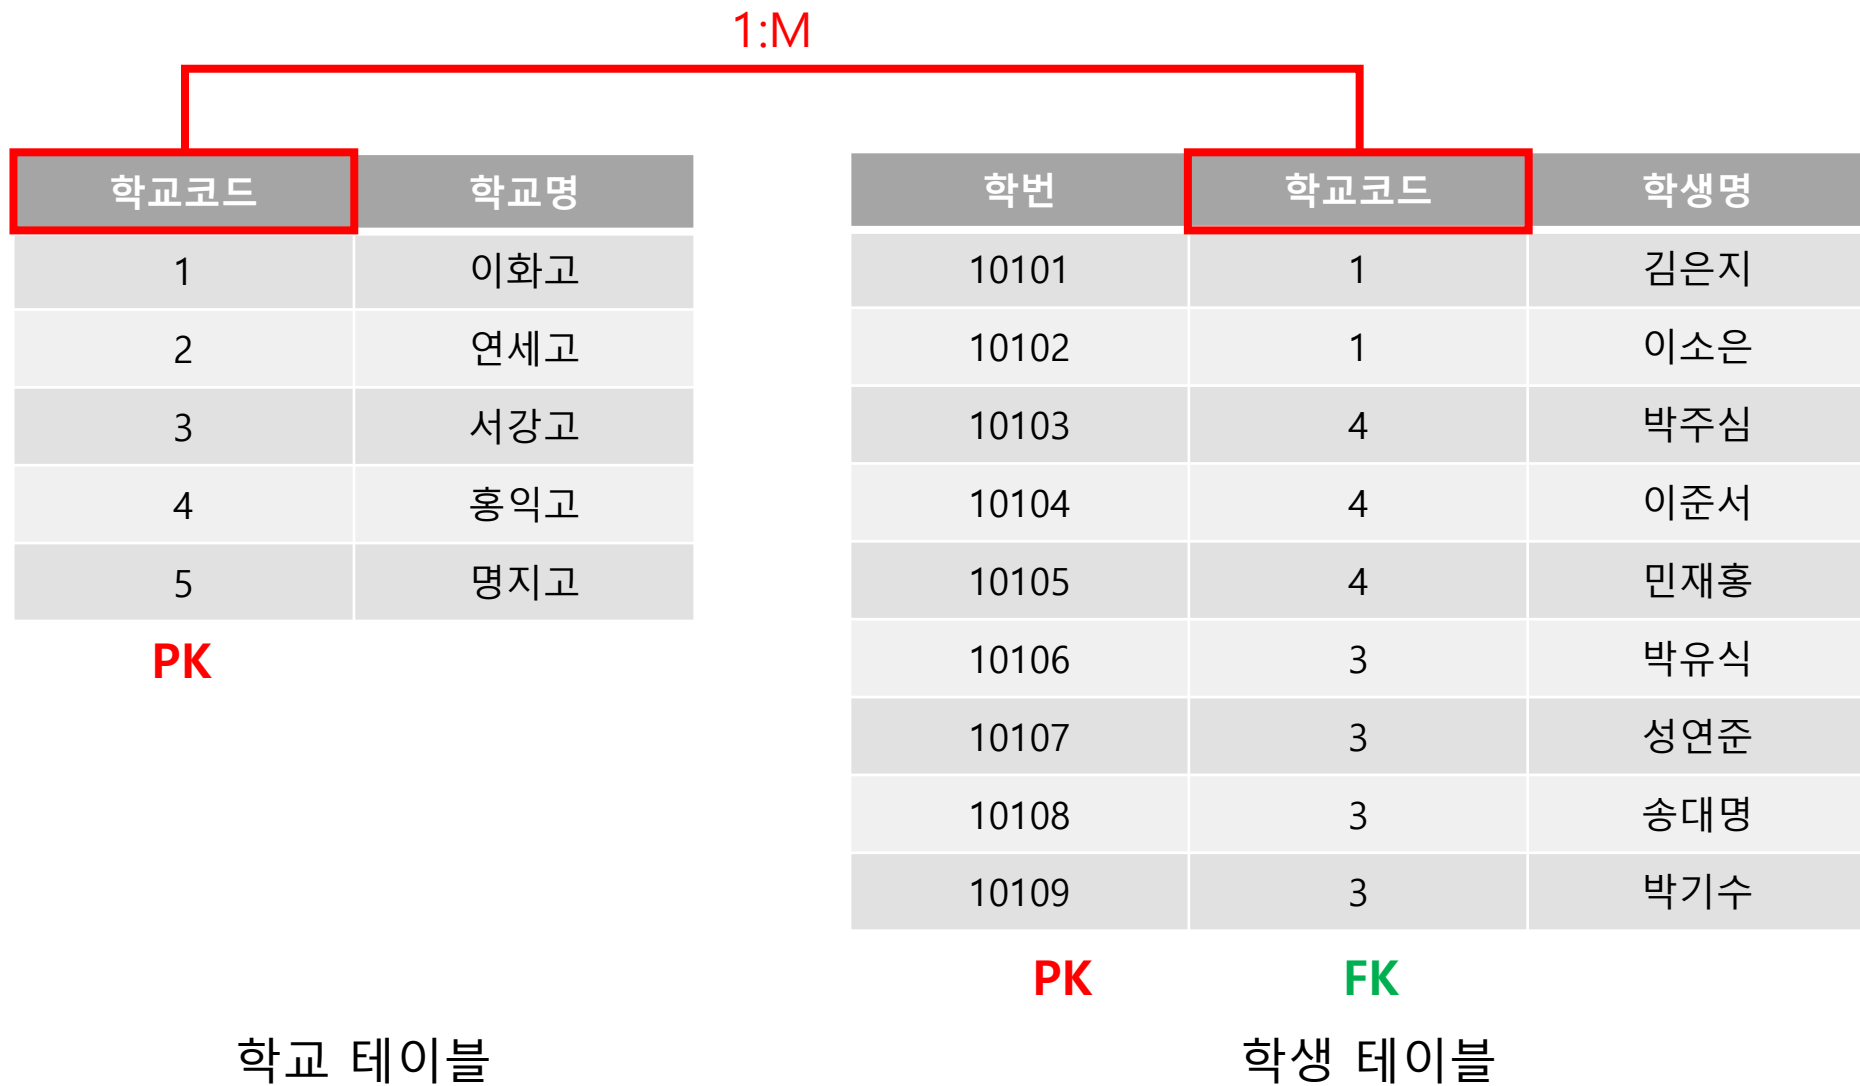 1:M
학교코드 학교명
1 이화고
2 연세고
3 서강고
4 홍익고
5 명지고
PK
학교 테이블
학번 학교코드 학생명
10101 1 김은지
10102 1 이소은
10103 4 박주심
10104 4 이준서
10105 4 민재홍
10106 3 박유식
10107 3 성연준
10108 3 송대명
10109 3 박기수
PK FK
학생 테이블